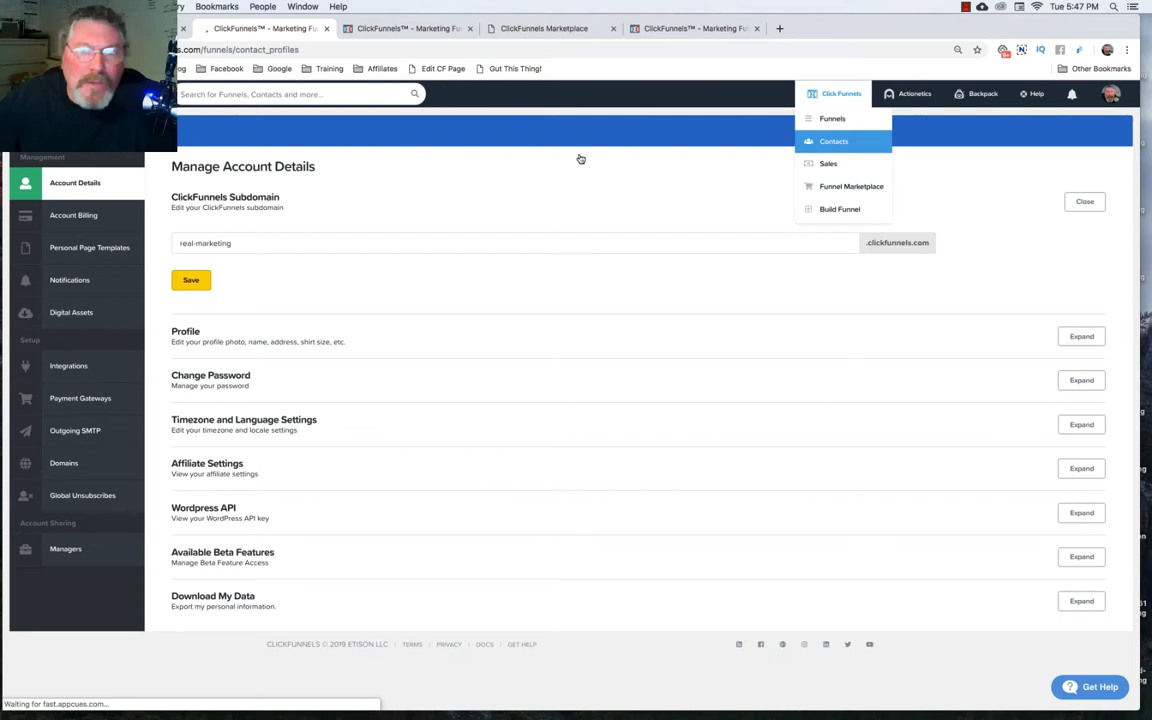 ry Bookmarks People Window Help
Tue 5:47 PM
ClickFunnels™ - Marketing Fu
ClickFunnels™ - Marketing Fun
ClickFunnels Marketplace
ClickFunnels™ - Marketing Fun
s.com/funnels/contact_profiles
og Facebook Google Training Affiliates Edit CF Page Gut This Thing! Other Bookmarks
Search for Funnels, Contacts and more...
Click Funnels Actionetics Backpack Help
Funnels
Contacts
Sales
Funnel Marketplace
Build Funnel
Management
Account Details
Account Billing
Personal Page Templates
Notifications
Digital Assets
Setup
Integrations
Payment Gateways
Outgoing SMTP
Domains
Global Unsubscribes
Account Sharing
Managers
Manage Account Details
ClickFunnels Subdomain
Edit your ClickFunnels subdomain
Close
real-marketing .clickfunnels.com
Save
Profile
Edit your profile photo, name, address, shirt size, etc.
Expand
Change Password
Manage your password
Expand
Timezone and Language Settings
Edit your timezone and locale settings
Expand
Affiliate Settings
View your affiliate settings
Expand
Wordpress API
View your WordPress API key
Expand
Available Beta Features
Manage Beta Feature Access
Expand
Download My Data
Export my personal information.
Expand
CLICKFUNNELS © 2019 ETISON LLC | TERMS | PRIVACY | DOCS | GET HELP
Get Help
Waiting for fast.appcues.com...